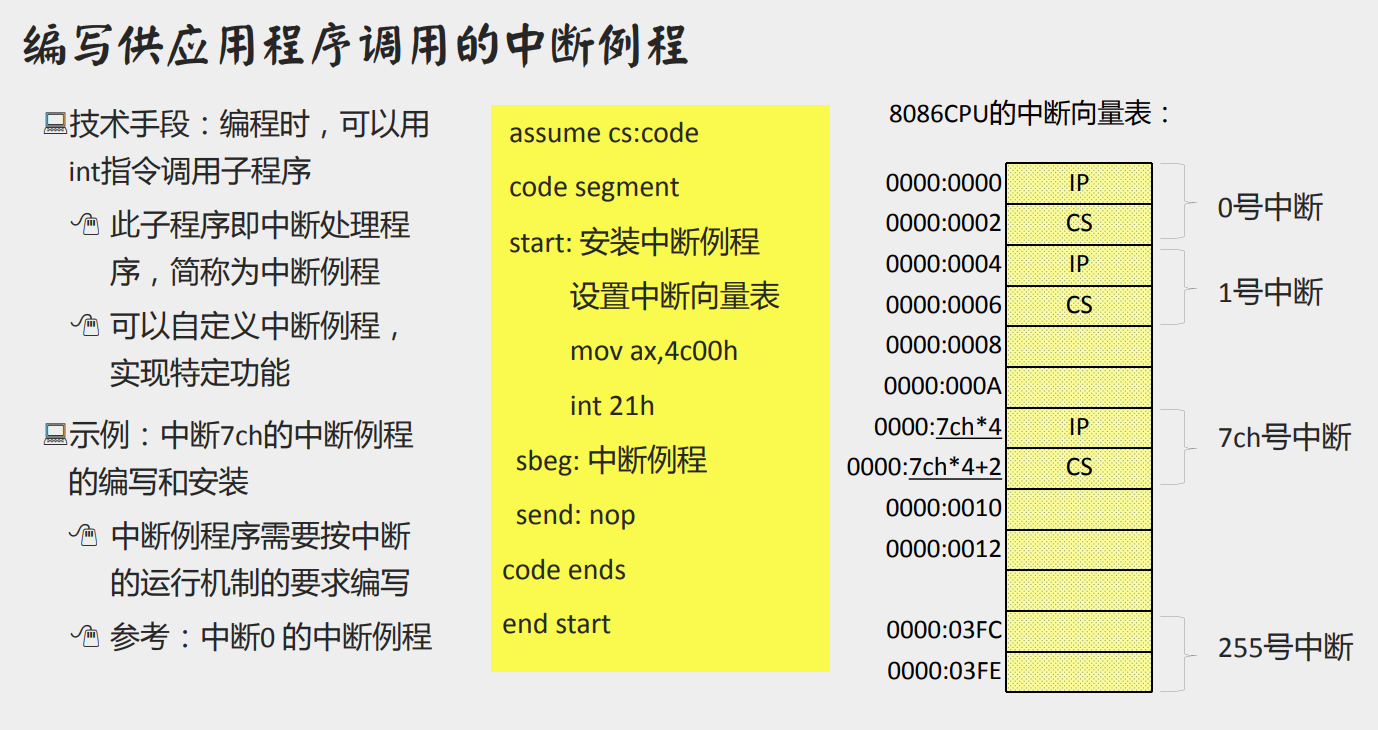 编写供应用程序调用的中断例程
技术手段：编程时，可以用
int指令调用子程序
此子程序即中断处理程
序，简称为中断例程
可以自定义中断例程，
实现特定功能
示例：中断7ch的中断例程
的编写和安装
中断例程序需要按中断
的运行机制的要求编写
参考：中断0 的中断例程
assume cs:code
code segment
start: 安装中断例程
设置中断向量表
mov ax,4c00h
int 21h
sbeg: 中断例程
send: nop
code ends
end start
8086CPU的中断向量表：
0000:0000 IP
0000:0002 CS
0号中断
0000:0004 IP
0000:0006 CS
1号中断
0000:0008
0000:000A
0000:7ch*4 IP
0000:7ch*4+2 CS
7ch号中断
0000:0010
0000:0012
0000:03FC
0000:03FE
255号中断